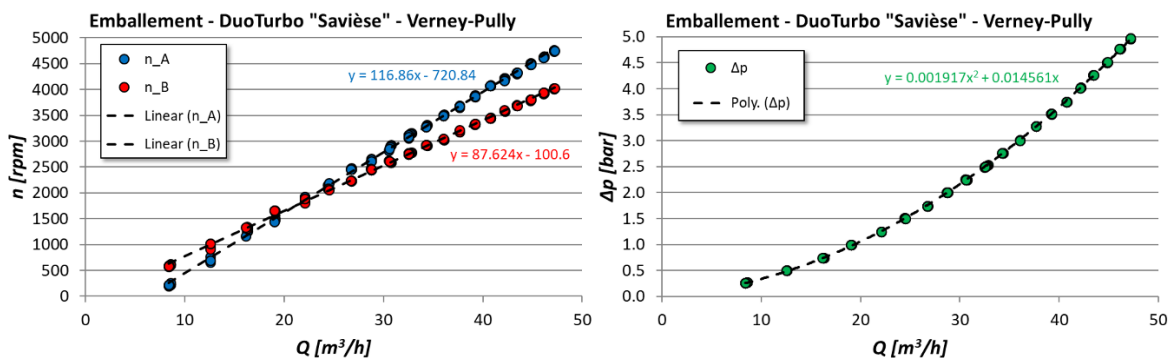 Emballement - DuoTurbo "Savièse" - Verney-Pully
n_A
n_B
Linear (n_A)
Linear (n_B)
y = 116.86x - 720.84
y = 87.624x - 100.6
5000
4500
4000
3500
3000
2500
2000
1500
1000
500
0
n [rpm]
0 10 20 30 40 50
Q [m³/h]
Emballement - DuoTurbo "Savièse" - Verney-Pully
Δp
Poly. (Δp)
y = 0.001917x² + 0.014561x
5.0
4.5
4.0
3.5
3.0
2.5
2.0
1.5
1.0
0.5
0.0
Δp [bar]
0 10 20 30 40 50
Q [m³/h]